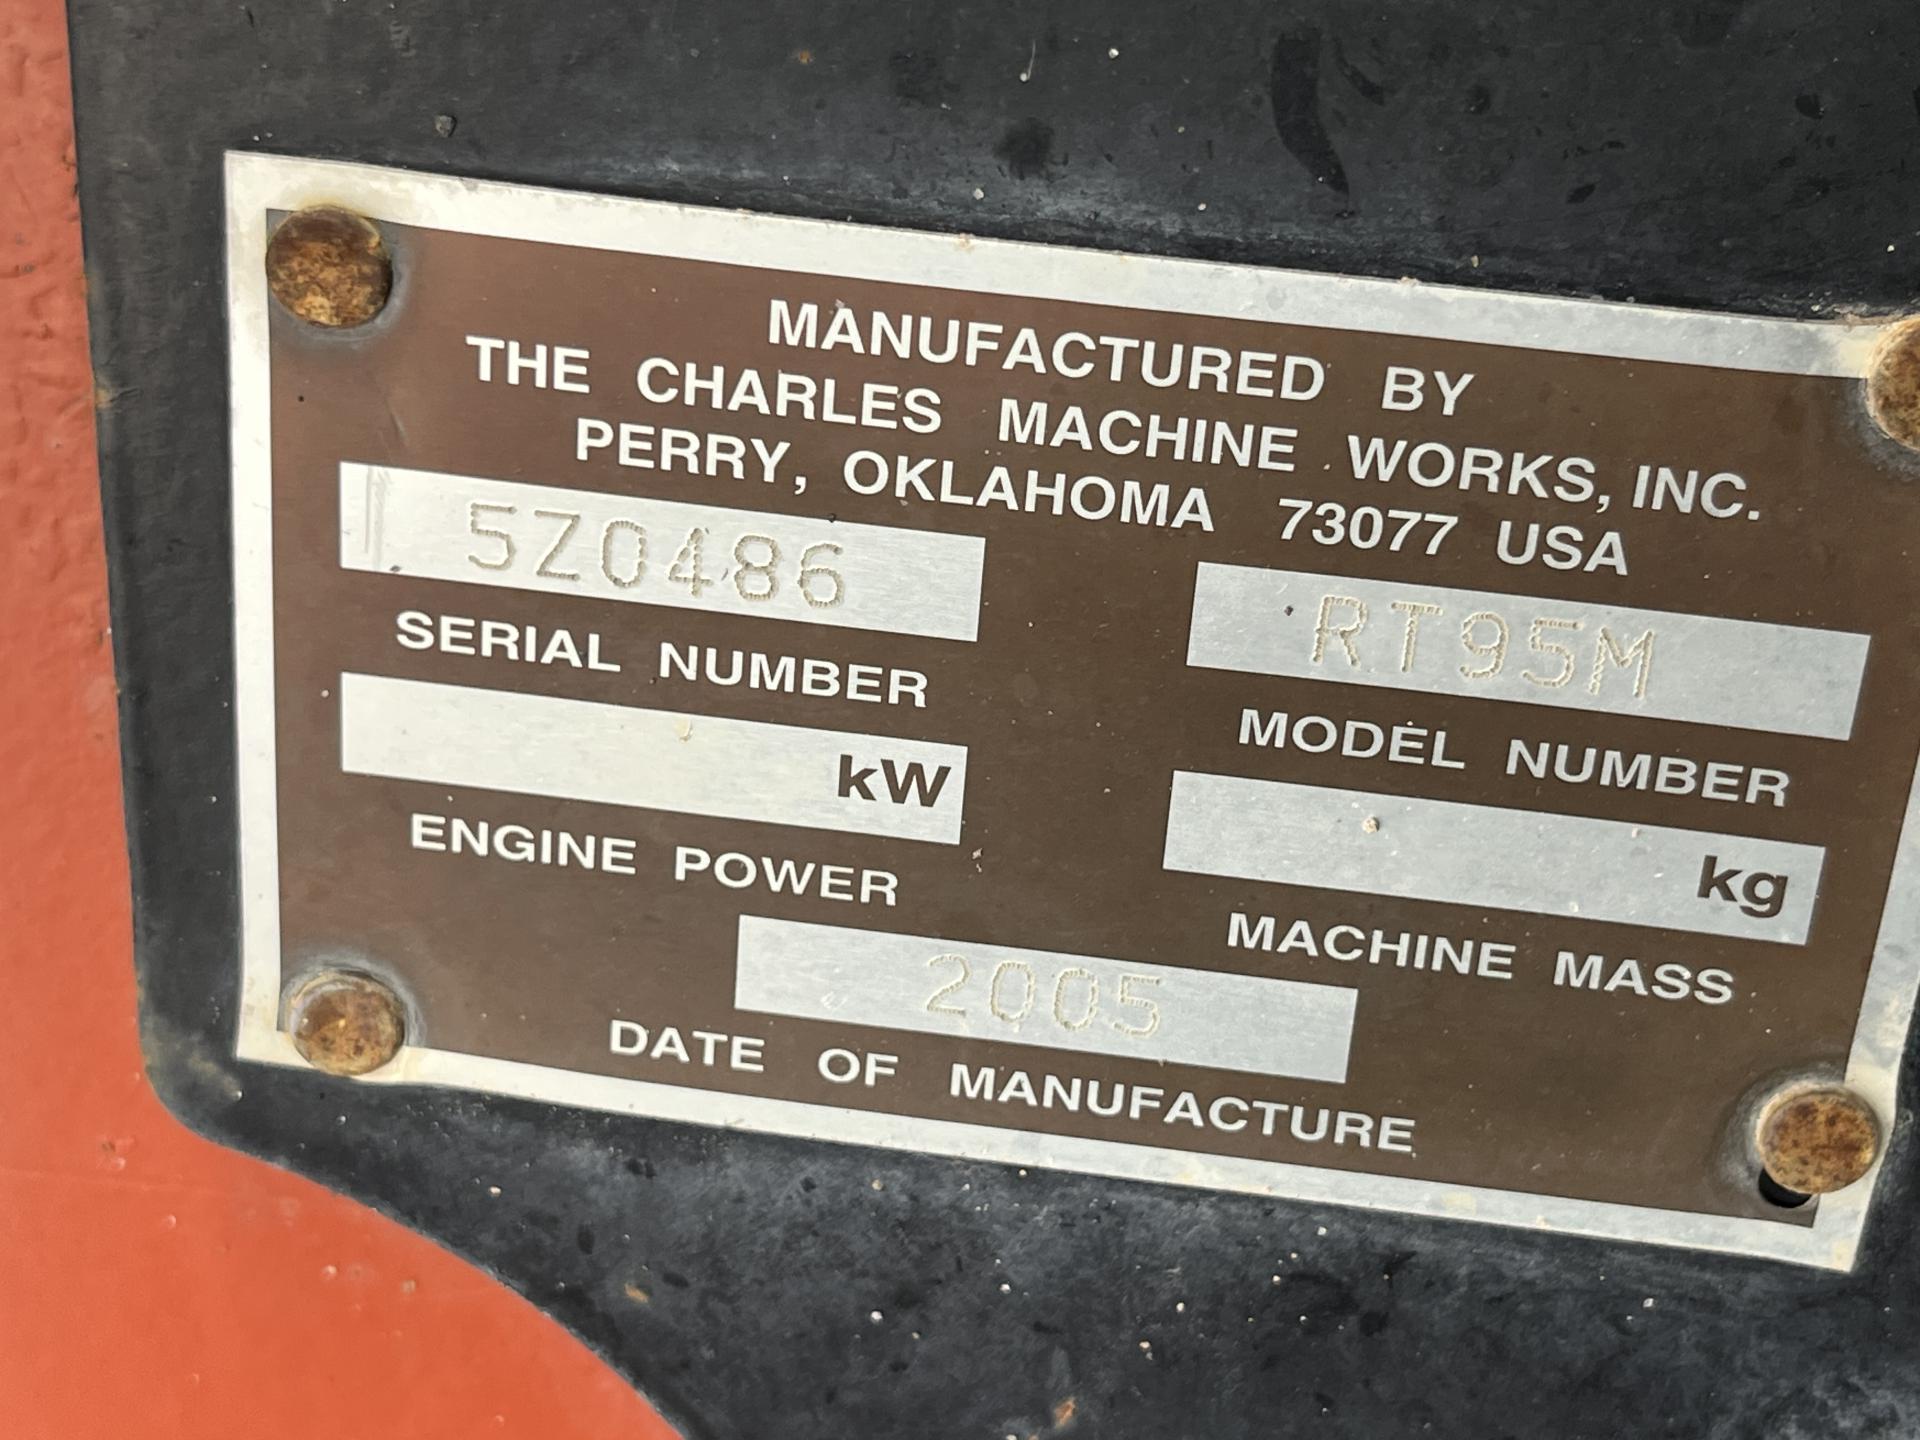 MANUFACTURED BY
THE CHARLES MACHINE WORKS, INC.
PERRY, OKLAHOMA 73077 USA
5Z0486
SERIAL NUMBER
RT95M
MODEL NUMBER
kW
ENGINE POWER
kg
MACHINE MASS
2005
DATE OF MANUFACTURE